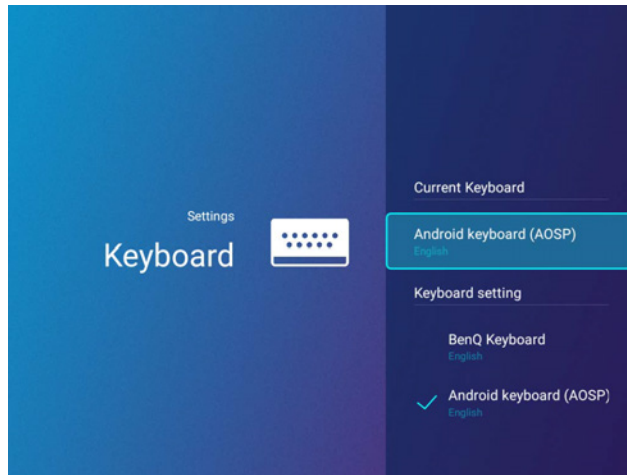 Settings
Keyboard
Current Keyboard
Android keyboard (AOSP)
English
Keyboard setting
BenQ Keyboard
English
Android keyboard (AOSP)
English